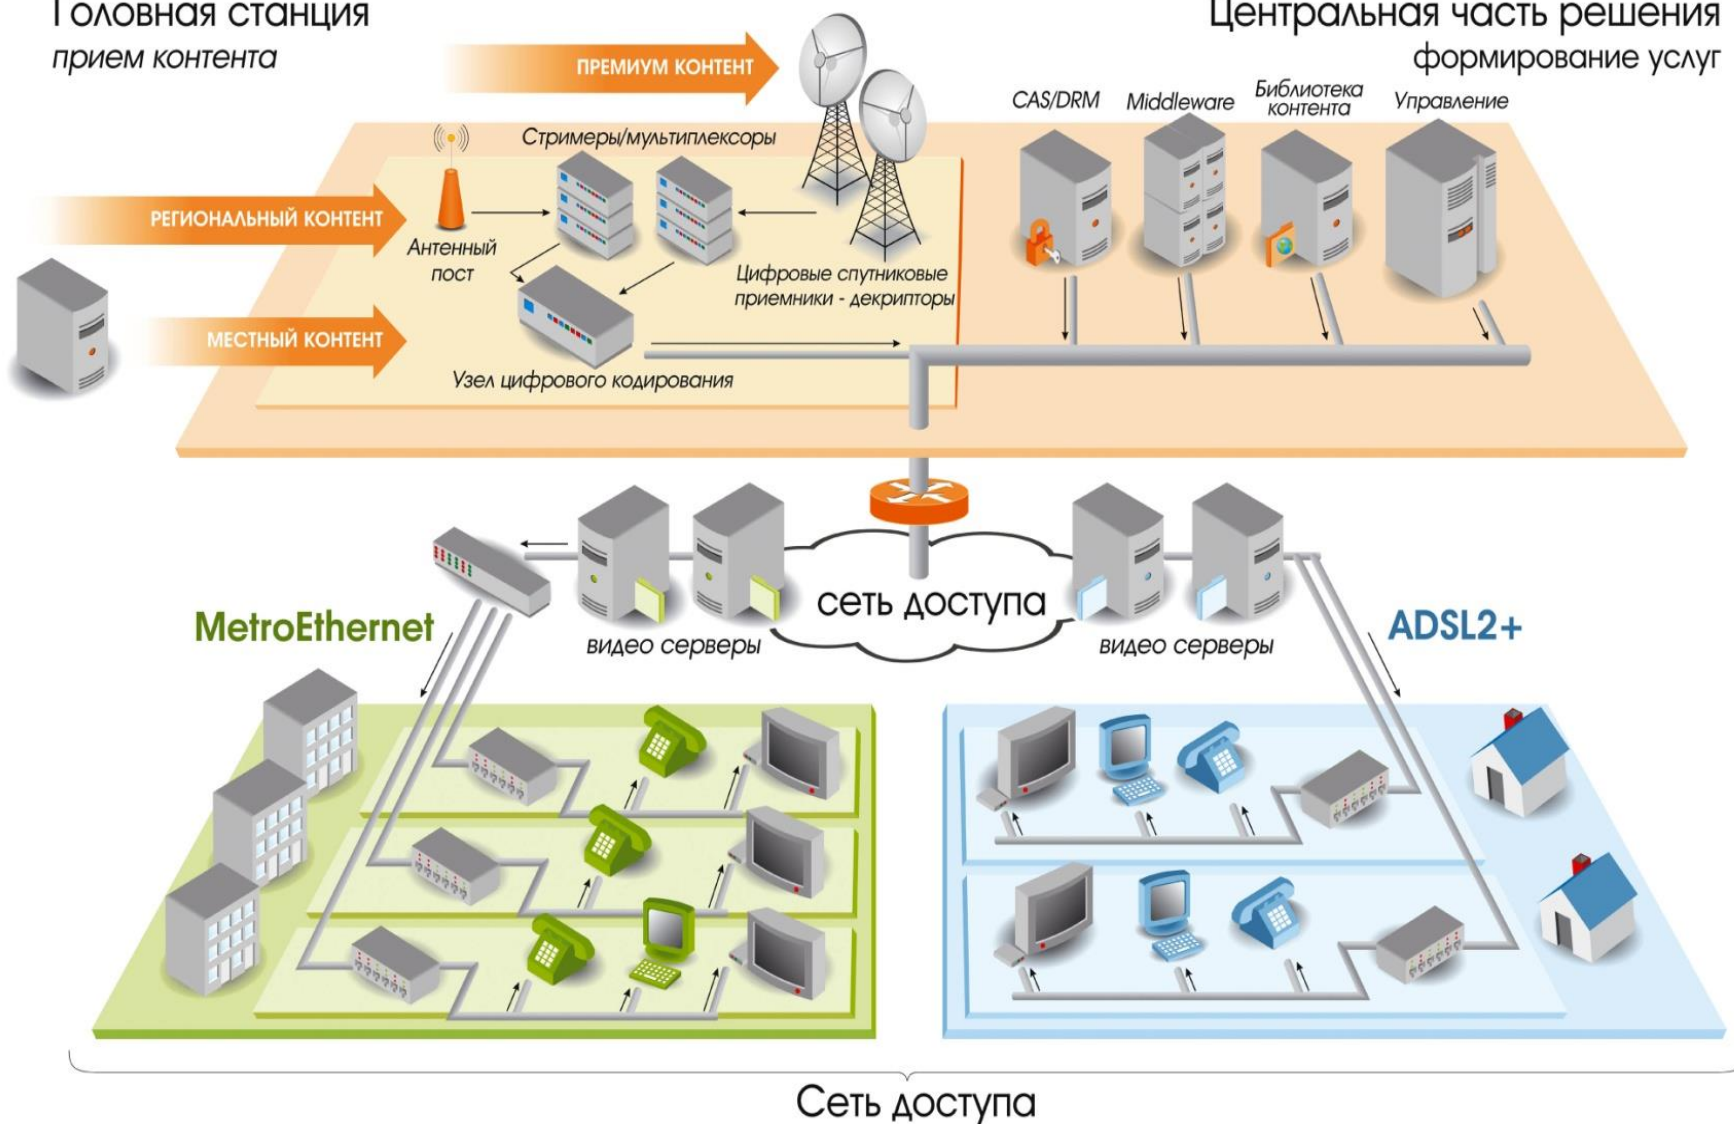 Головная станция
прием контента
Центральная часть решения
формирование услуг
ПРЕМИУМ КОНТЕНТ
CAS/DRM
Middleware
Библиотека
контента
Управление
Стримеры/мультиплексоры
РЕГИОНАЛЬНЫЙ КОНТЕНТ
Антенный
пост
Цифровые спутниковые
приемники - декрипторы
МЕСТНЫЙ КОНТЕНТ
Узел цифрового кодирования
MetroEthernet
видео серверы
сеть доступа
видео серверы
ADSL2+
Сеть доступа